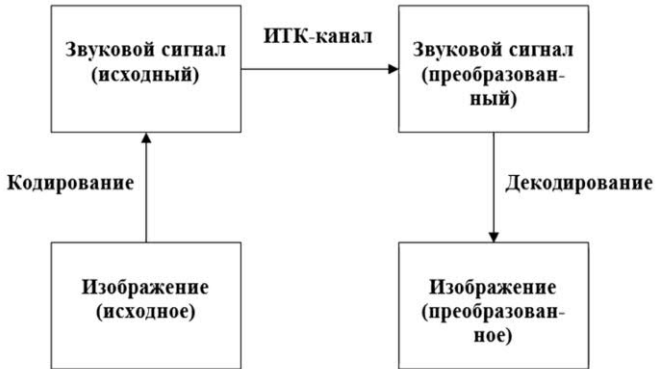 Звуковой сигнал
(исходный)
ИТК-канал
Звуковой сигнал
(преобразован-
ный)
Кодирование
Декодирование
Изображение
(исходное)
Изображение
(преобразован-
ное)